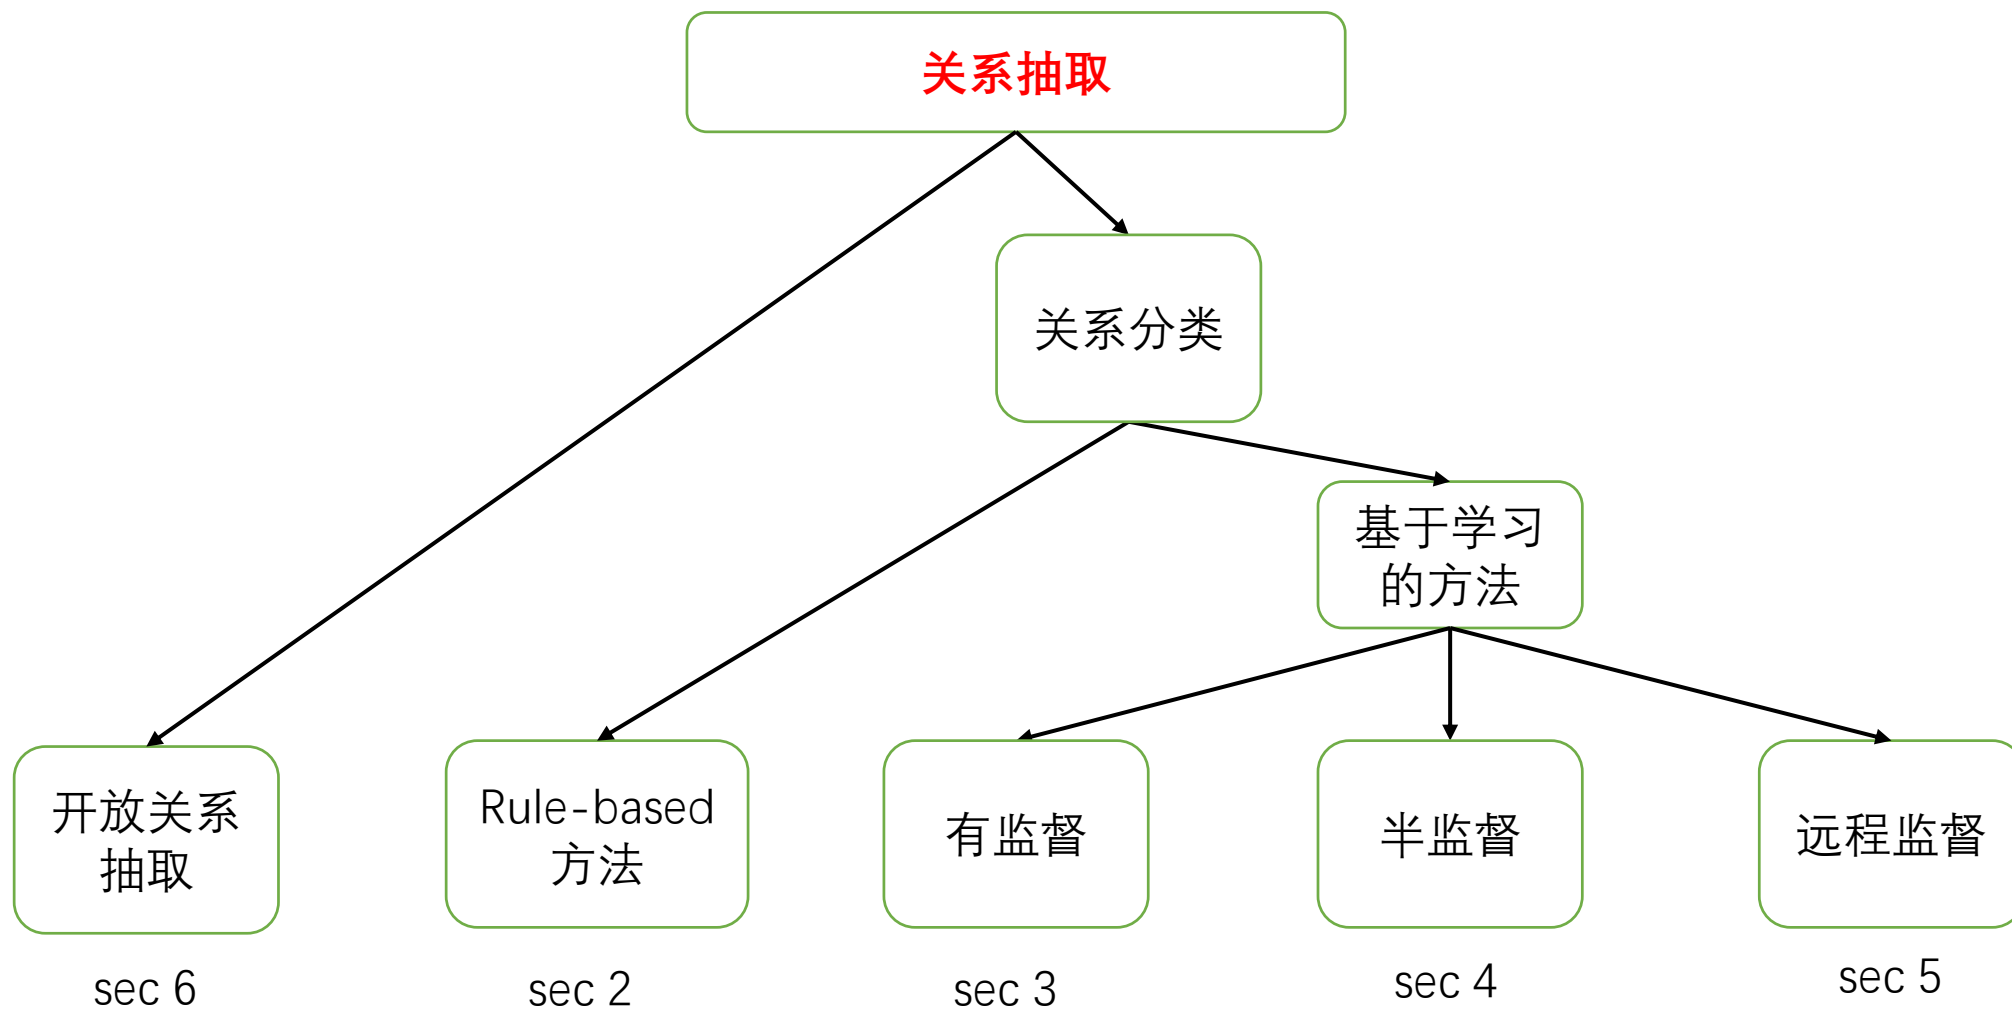 关系抽取
关系分类
基于学习
的方法
开放关系
抽取
Rule-based
方法
有监督
半监督
远程监督
sec 6
sec 2
sec 3
sec 4
sec 5